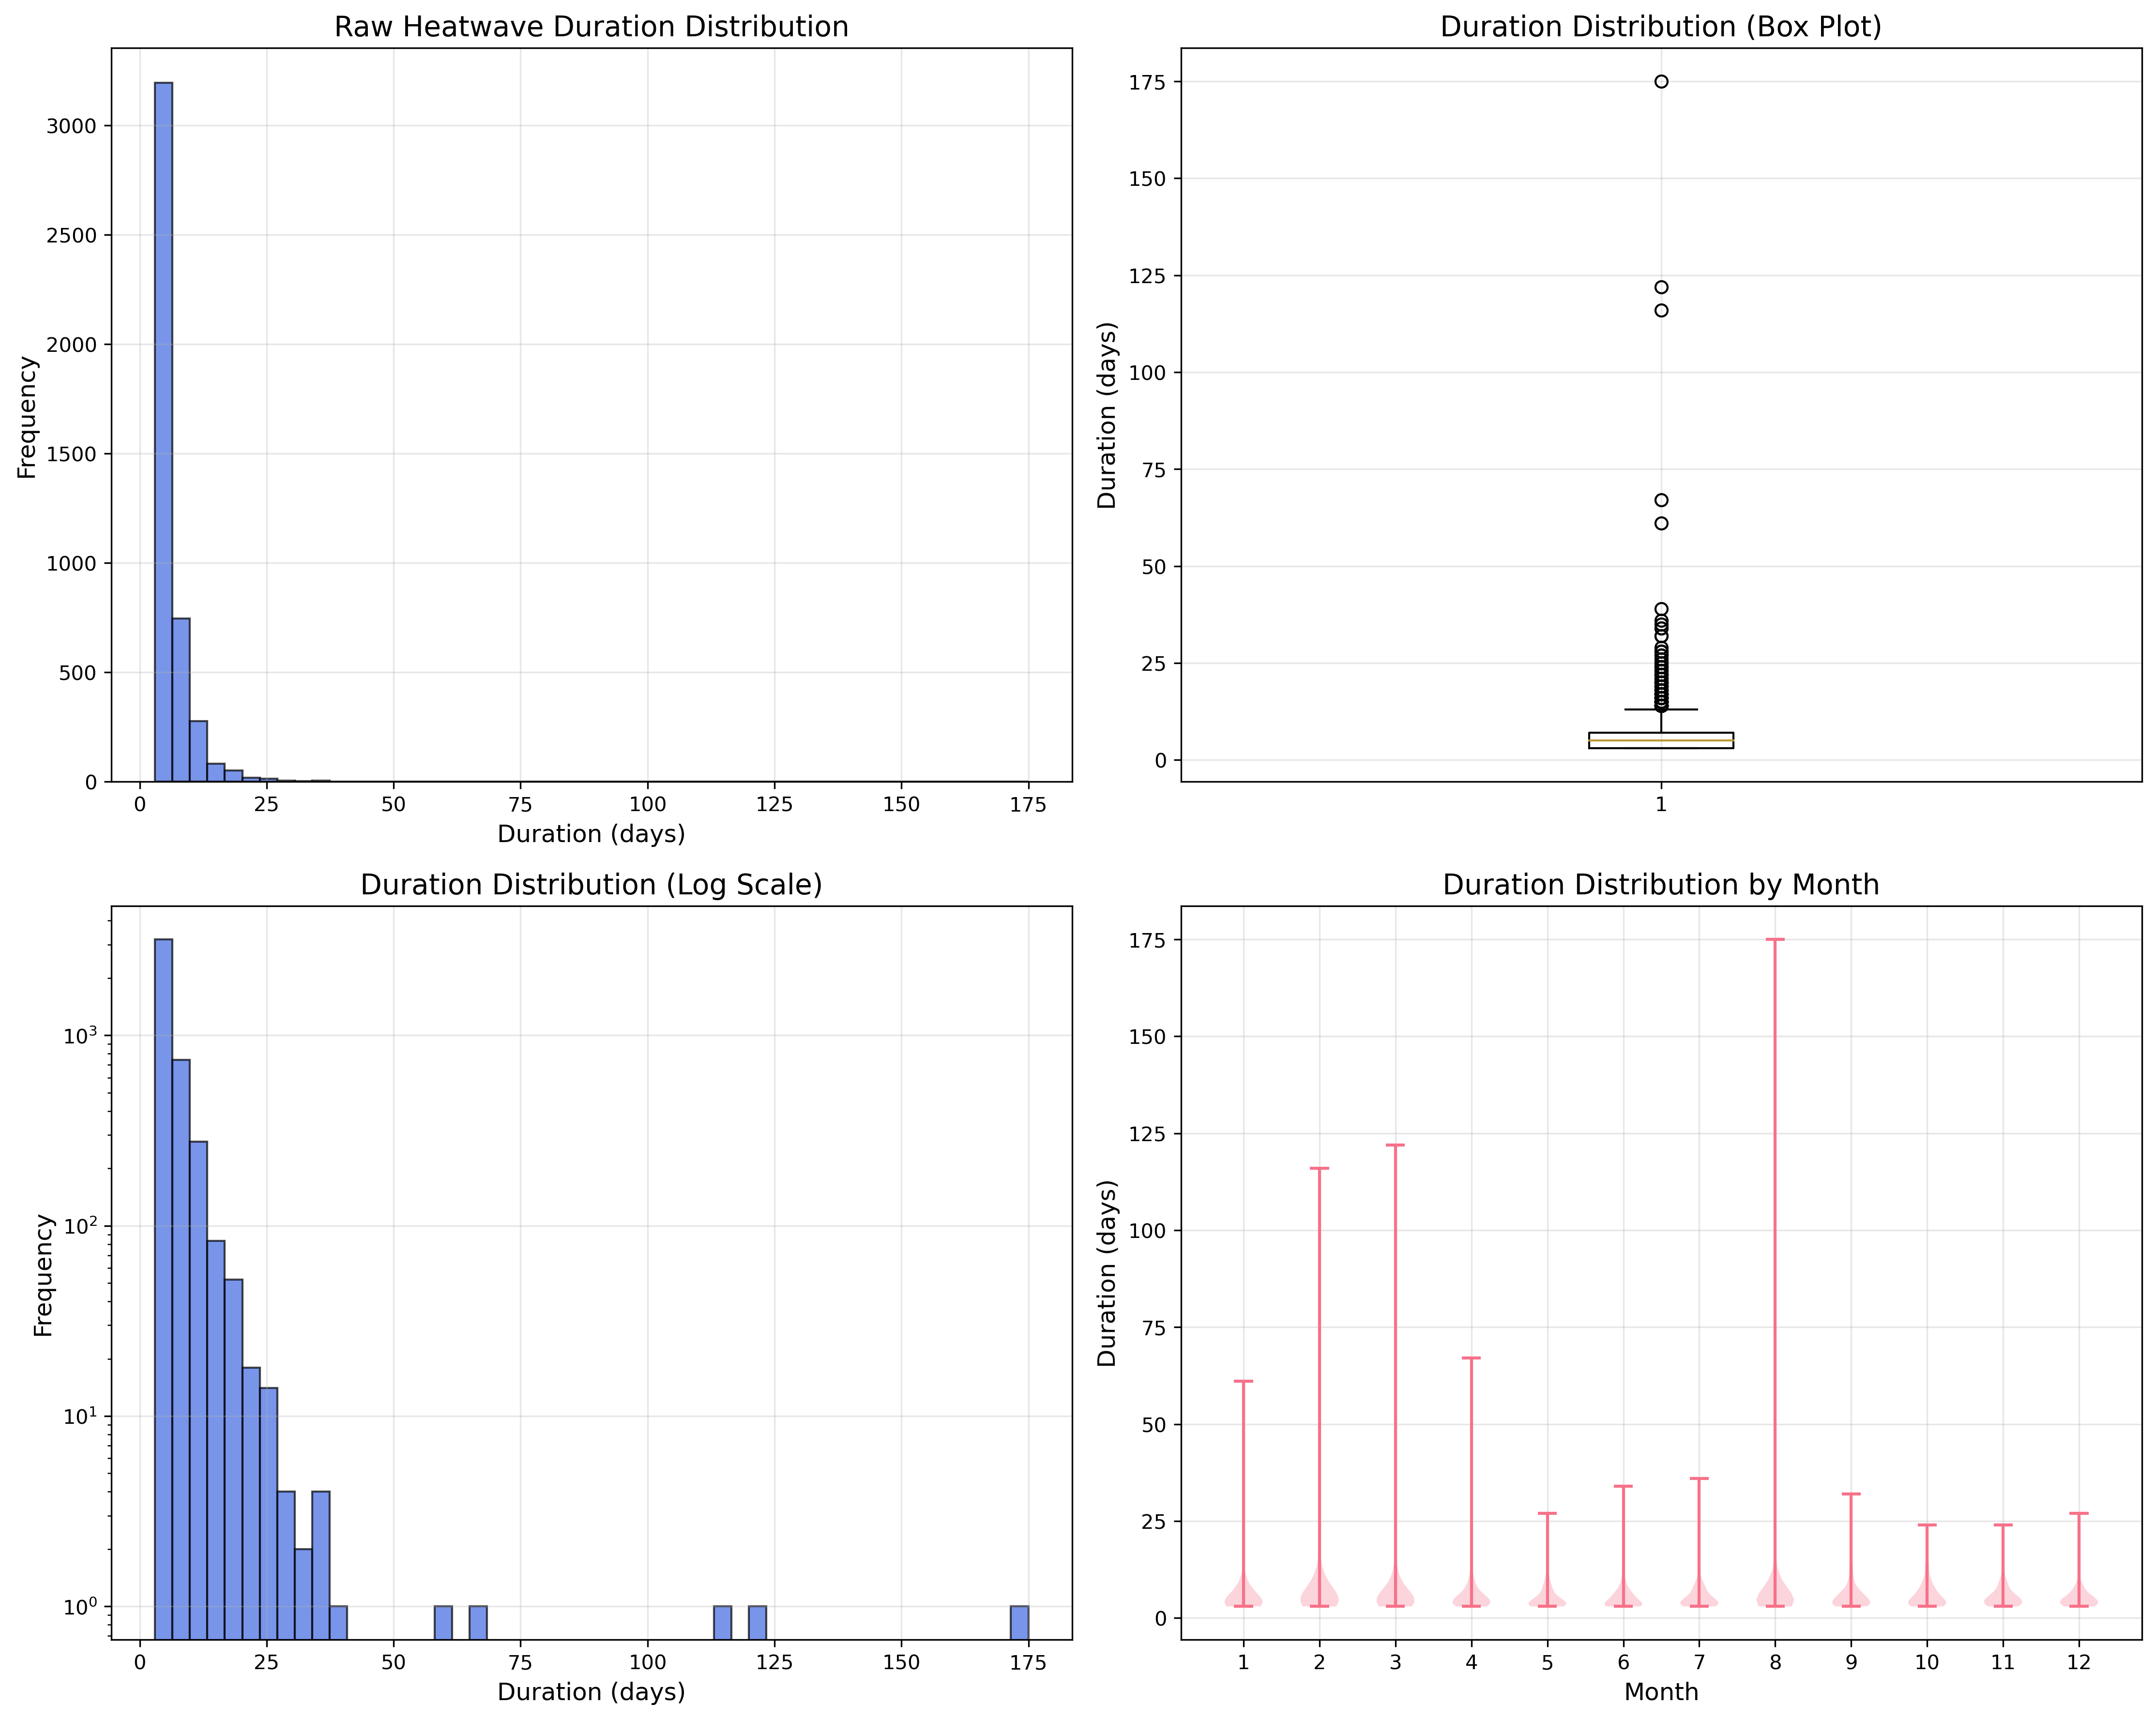 Raw Heatwave Duration Distribution
3000
2500
2000
1500
1000
500
0
Frequency
0 25 50 75 100 125 150 175
Duration (days)
Duration Distribution (Box Plot)
175
150
125
100
75
50
25
0
Duration (days)
1
Duration Distribution (Log Scale)
10³
10²
10¹
10⁰
Frequency
0 25 50 75 100 125 150 175
Duration (days)
Duration Distribution by Month
175
150
125
100
75
50
25
0
Duration (days)
1 2 3 4 5 6 7 8 9 10 11 12
Month